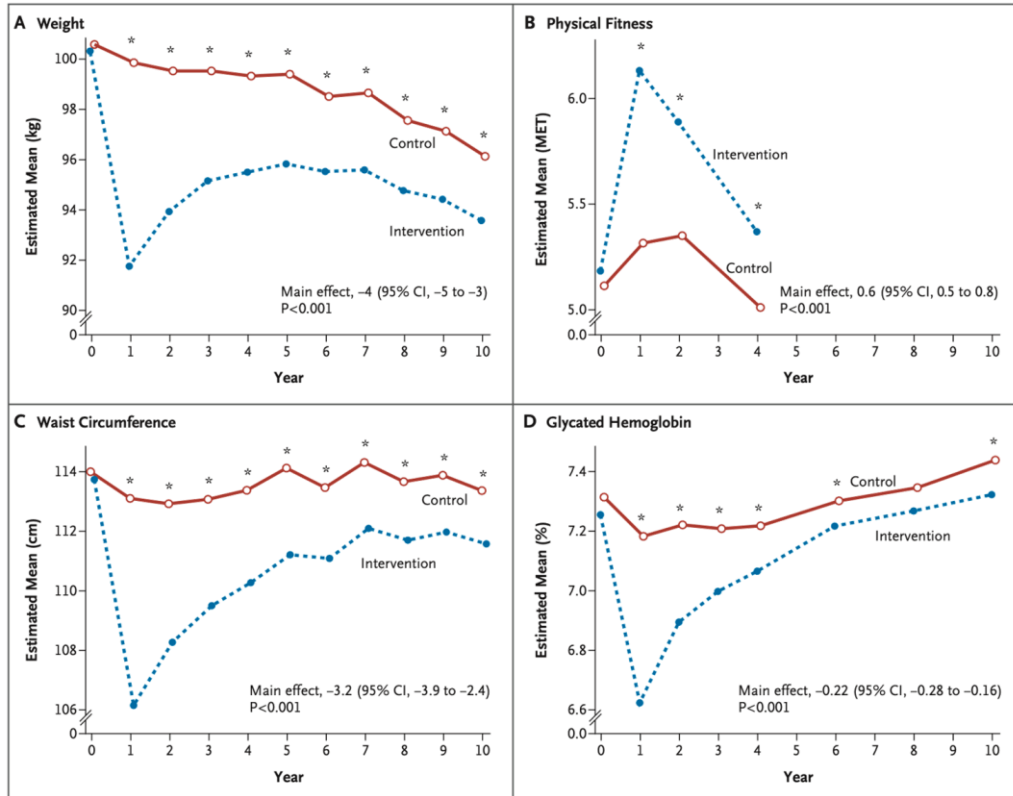 A Weight
Estimated Mean (kg)
100
98
96
94
92
90
0
* * * * * * * * * *
Control
Intervention
Main effect, –4 (95% CI, –5 to –3)
P<0.001
0 1 2 3 4 5 6 7 8 9 10
Year
B Physical Fitness
Estimated Mean (MET)
6.0
5.5
5.0
0.0
* * *
Intervention
Control
Main effect, 0.6 (95% CI, 0.5 to 0.8)
P<0.001
0 1 2 3 4 5 6 7 8 9 10
Year
C Waist Circumference
Estimated Mean (cm)
114
112
110
108
106
0
* * * * * * * * * *
Control
Intervention
Main effect, –3.2 (95% CI, –3.9 to –2.4)
P<0.001
0 1 2 3 4 5 6 7 8 9 10
Year
D Glycated Hemoglobin
Estimated Mean (%)
7.4
7.2
7.0
6.8
6.6
0.0
* * * * * *
Control
Intervention
Main effect, –0.22 (95% CI, –0.28 to –0.16)
P<0.001
0 1 2 3 4 5 6 7 8 9 10
Year